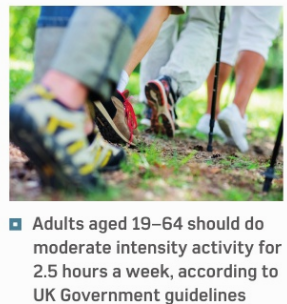 Adults aged 19–64 should do
moderate intensity activity for
2.5 hours a week, according to
UK Government guidelines